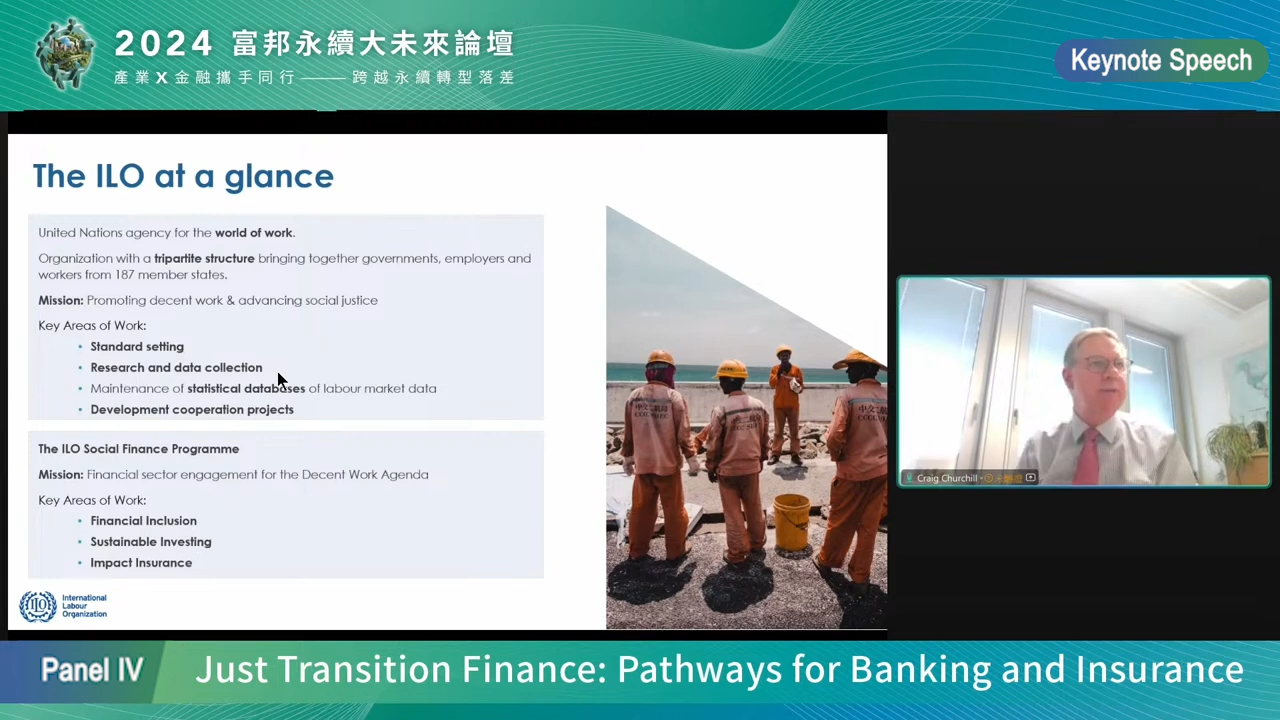 2024 富邦永續大未來論壇
產業X金融攜手同行——跨越永續轉型落差
Keynote Speech
The ILO at a glance
United Nations agency for the world of work.
Organization with a tripartite structure bringing together governments, employers and
workers from 187 member states.
Mission: Promoting decent work & advancing social justice
Key Areas of Work:
• Standard setting
• Research and data collection
• Maintenance of statistical databases of labour market data
• Development cooperation projects
The ILO Social Finance Programme
Mission: Financial sector engagement for the Decent Work Agenda
Key Areas of Work:
• Financial Inclusion
• Sustainable Investing
• Impact Insurance
ILO
International
Labour
Organization
Craig Churchill
Panel IV
Just Transition Finance: Pathways for Banking and Insurance